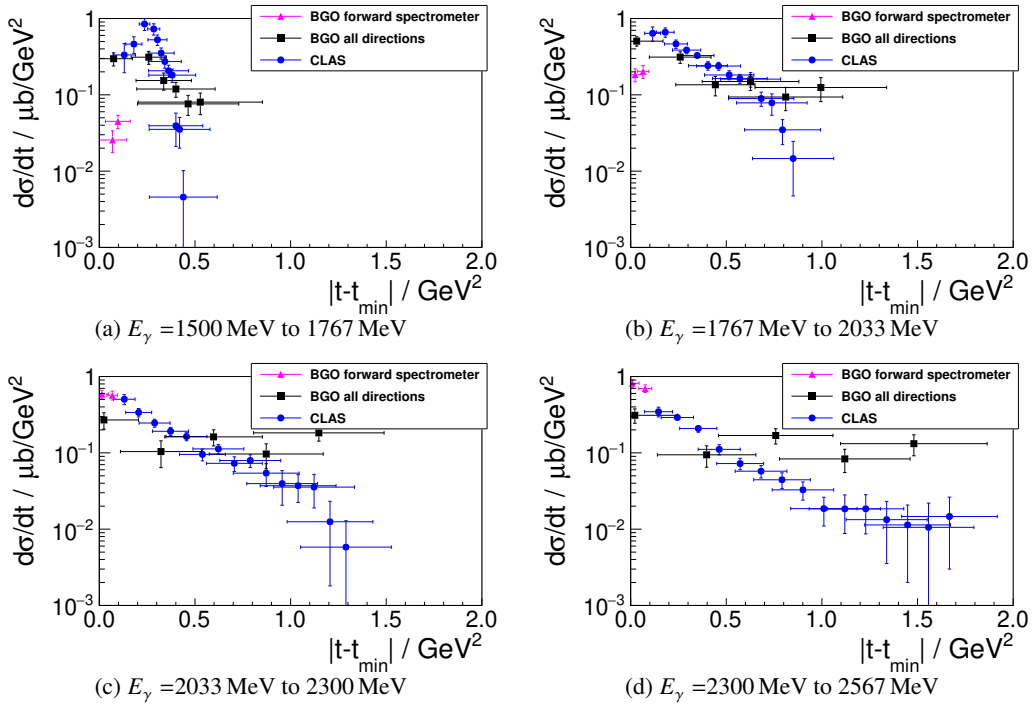 dσ/dt / μb/GeV²
1
10⁻¹
10⁻²
10⁻³
BGO forward spectrometer
BGO all directions
CLAS
0.0 0.5 1.0 1.5 2.0
|t-t_min| / GeV²
(a) E_γ =1500 MeV to 1767 MeV
dσ/dt / μb/GeV²
1
10⁻¹
10⁻²
10⁻³
BGO forward spectrometer
BGO all directions
CLAS
0.0 0.5 1.0 1.5 2.0
|t-t_min| / GeV²
(b) E_γ =1767 MeV to 2033 MeV
dσ/dt / μb/GeV²
1
10⁻¹
10⁻²
10⁻³
BGO forward spectrometer
BGO all directions
CLAS
0.0 0.5 1.0 1.5 2.0
|t-t_min| / GeV²
(c) E_γ =2033 MeV to 2300 MeV
dσ/dt / μb/GeV²
1
10⁻¹
10⁻²
10⁻³
BGO forward spectrometer
BGO all directions
CLAS
0.0 0.5 1.0 1.5 2.0
|t-t_min| / GeV²
(d) E_γ =2300 MeV to 2567 MeV